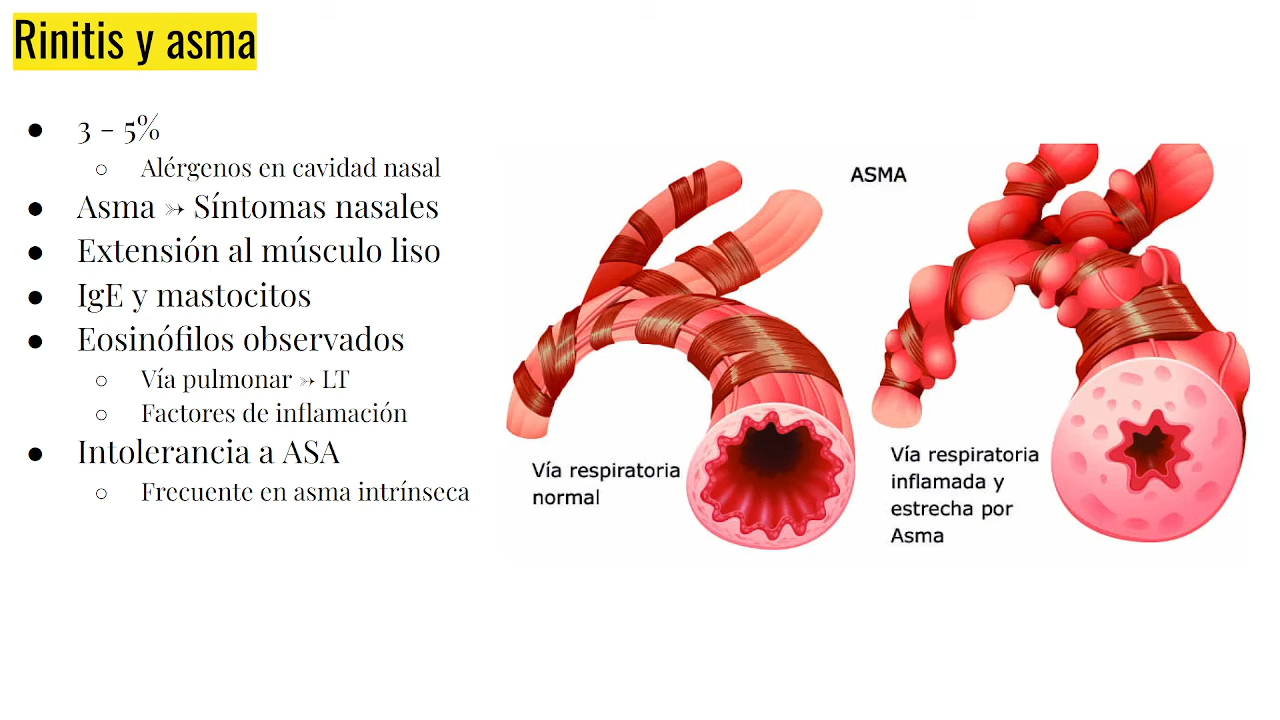 Rinitis y asma
● 3 - 5%
○ Alérgenos en cavidad nasal
● Asma ⤖ Síntomas nasales
● Extensión al músculo liso
● IgE y mastocitos
● Eosinófilos observados
○ Vía pulmonar ⤖ LT
○ Factores de inflamación
● Intolerancia a ASA
○ Frecuente en asma intrínseca
ASMA
Vía respiratoria
normal
Vía respiratoria
inflamada y
estrecha por
Asma